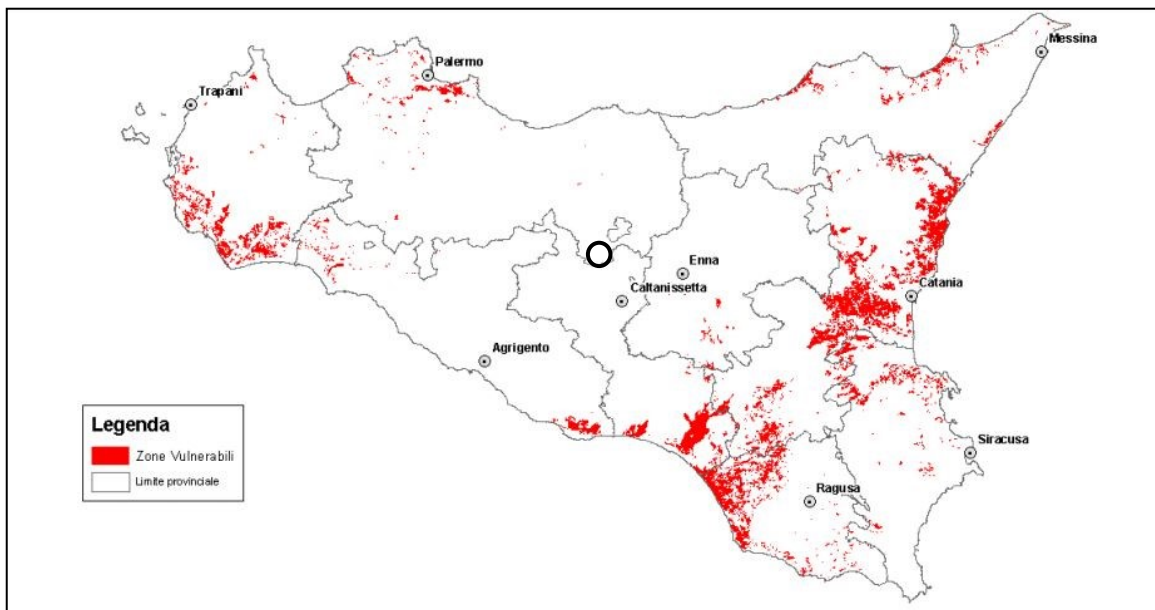 Messina
Palermo
Trapani
Enna
Caltanissetta
Catania
Agrigento
Legenda
Zone Vulnerabili
Limite provinciale
Siracusa
Ragusa